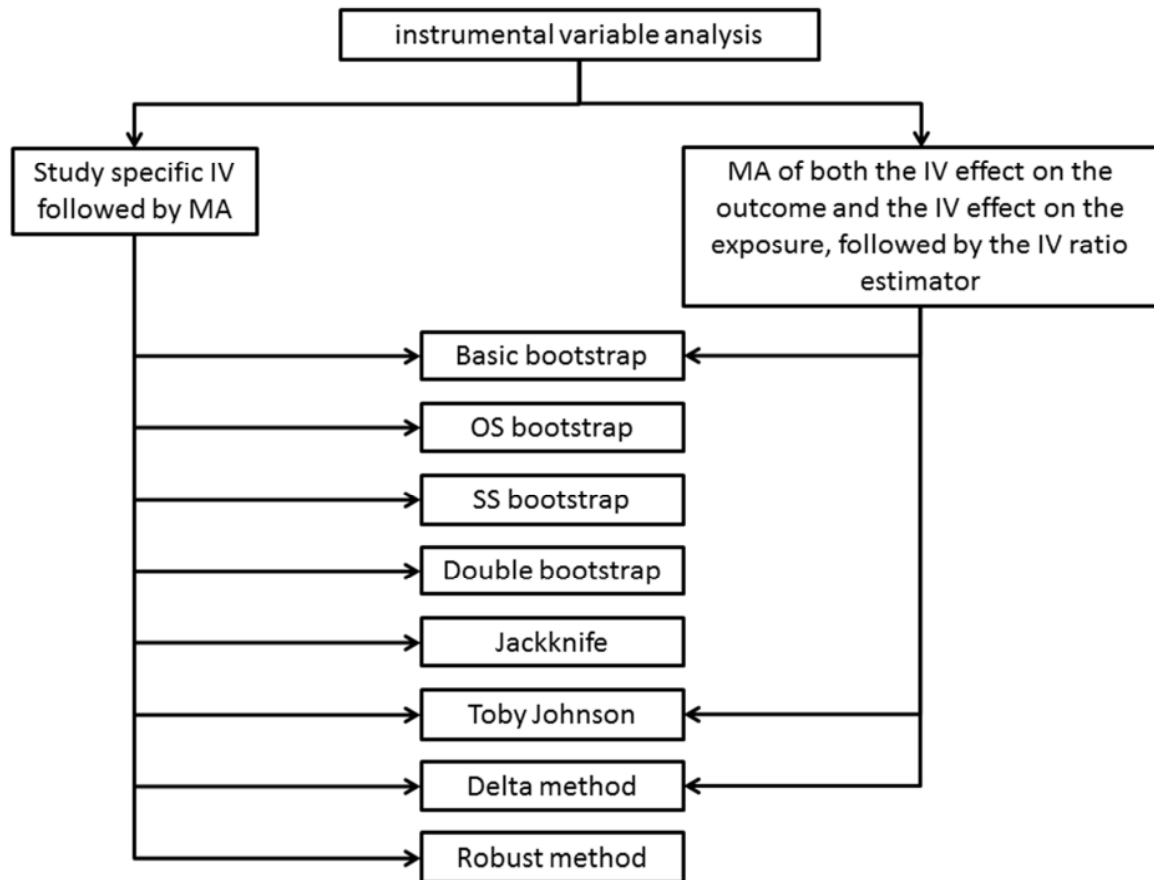 instrumental variable analysis
Study specific IV
followed by MA
MA of both the IV effect on the
outcome and the IV effect on the
exposure, followed by the IV ratio
estimator
Basic bootstrap
OS bootstrap
SS bootstrap
Double bootstrap
Jackknife
Toby Johnson
Delta method
Robust method